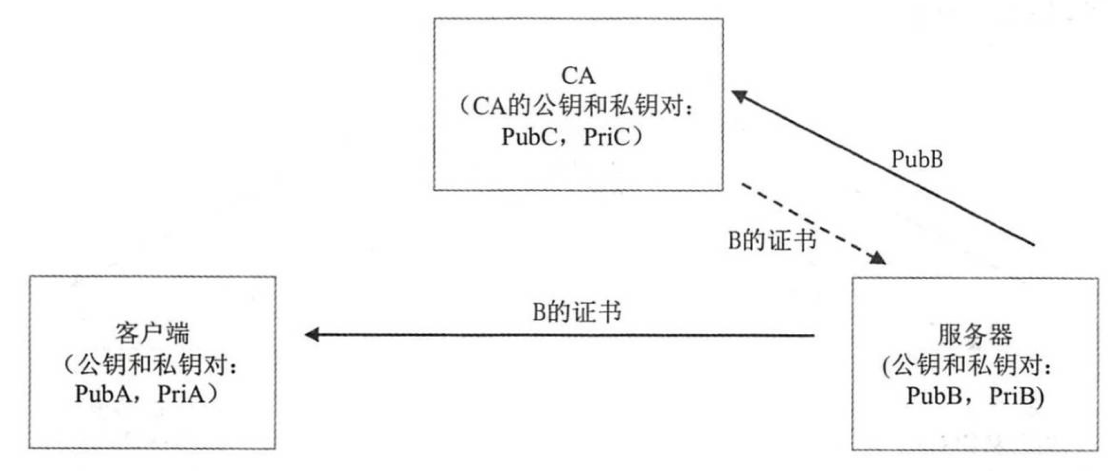 CA
（CA的公钥和私钥对：
PubC，PriC）
PubB
B的证书
B的证书
客户端
（公钥和私钥对：
PubA，PriA）
服务器
(公钥和私钥对：
PubB，PriB)